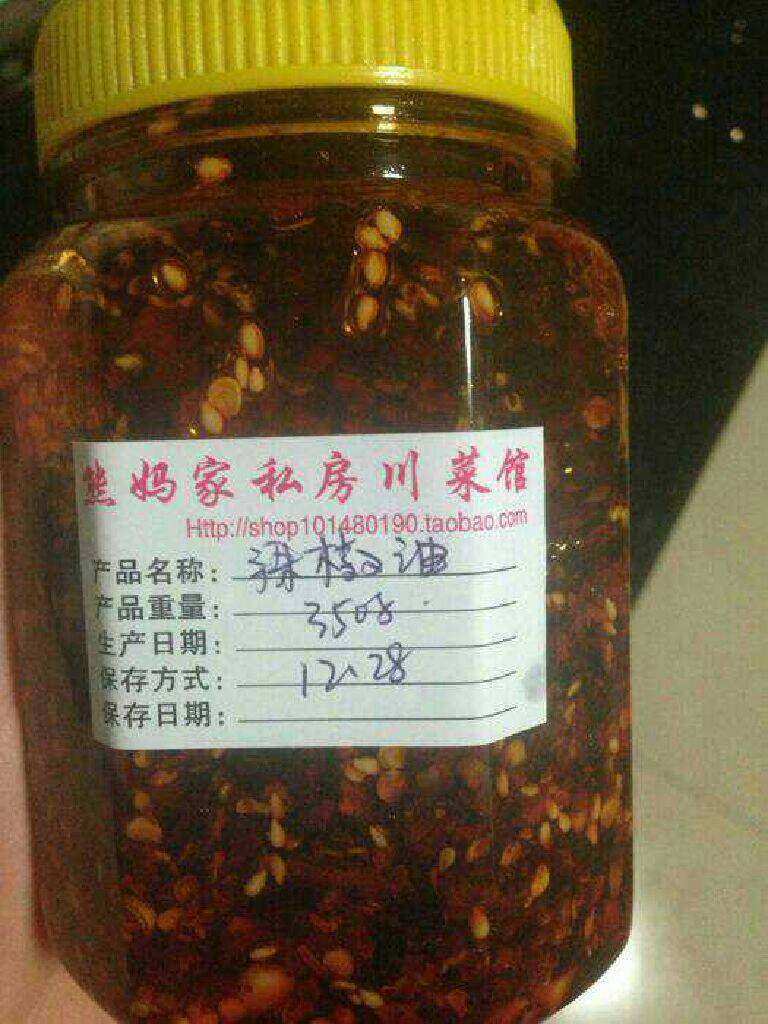 熊妈家私房川菜馆
Http://shop101480190.taobao.com
产品名称: 辣椒油
产品重量: 350g
生产日期:
保存方式: 12.28
保存日期: